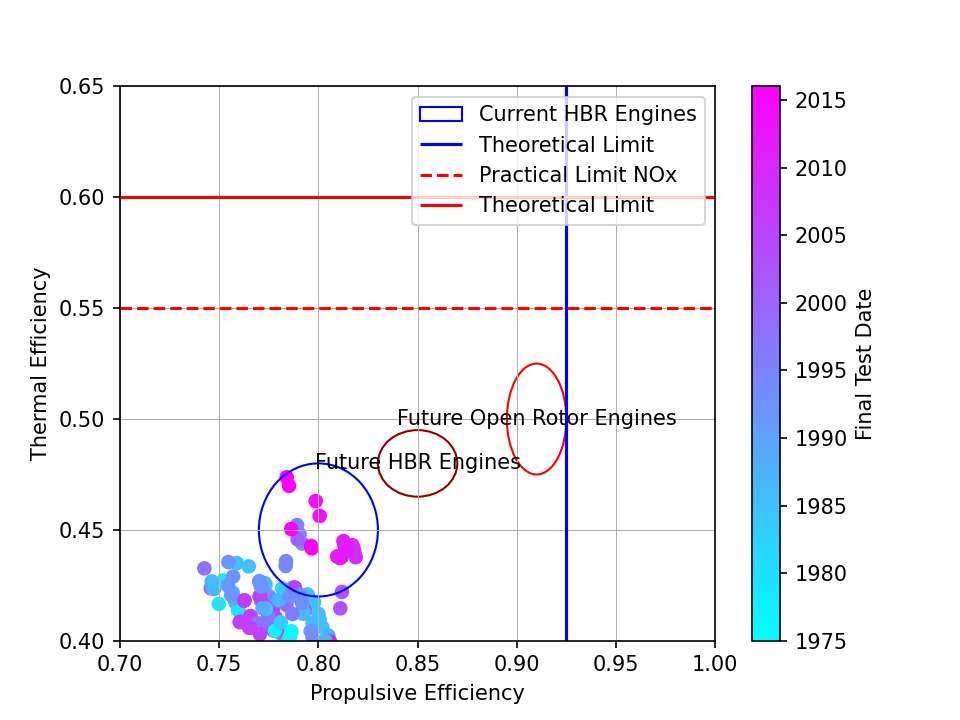 0.65
0.60
0.55
0.50
0.45
0.40
Thermal Efficiency
0.70
0.75
0.80
0.85
0.90
0.95
1.00
Propulsive Efficiency
Current HBR Engines
Theoretical Limit
Practical Limit NOx
Theoretical Limit
Future Open Rotor Engines
Future HBR Engines
2015
2010
2005
2000
1995
1990
1985
1980
1975
Final Test Date